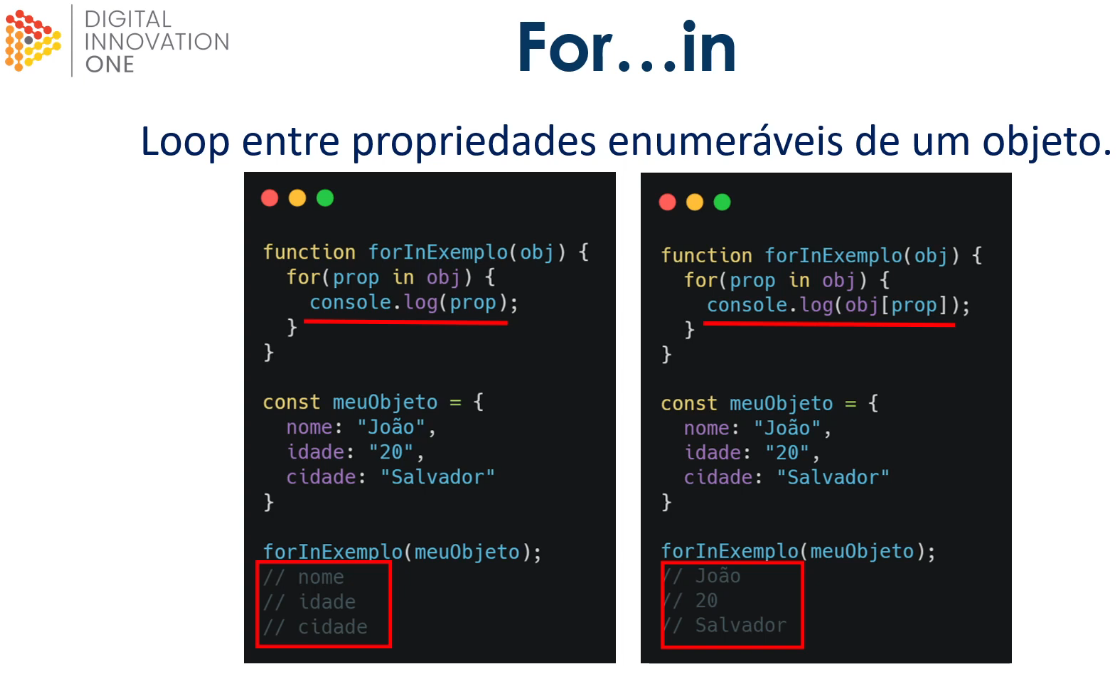 DIGITAL
INNOVATION
ONE
For...in
Loop entre propriedades enumeráveis de um objeto.
function forInExemplo(obj) {
  for(prop in obj) {
    console.log(prop);
  }
}
const meuObjeto = {
  nome: "João",
  idade: "20",
  cidade: "Salvador"
}
forInExemplo(meuObjeto);
// nome
// idade
// cidade
function forInExemplo(obj) {
  for(prop in obj) {
    console.log(obj[prop]);
  }
}
const meuObjeto = {
  nome: "João",
  idade: "20",
  cidade: "Salvador"
}
forInExemplo(meuObjeto);
// João
// 20
// Salvador